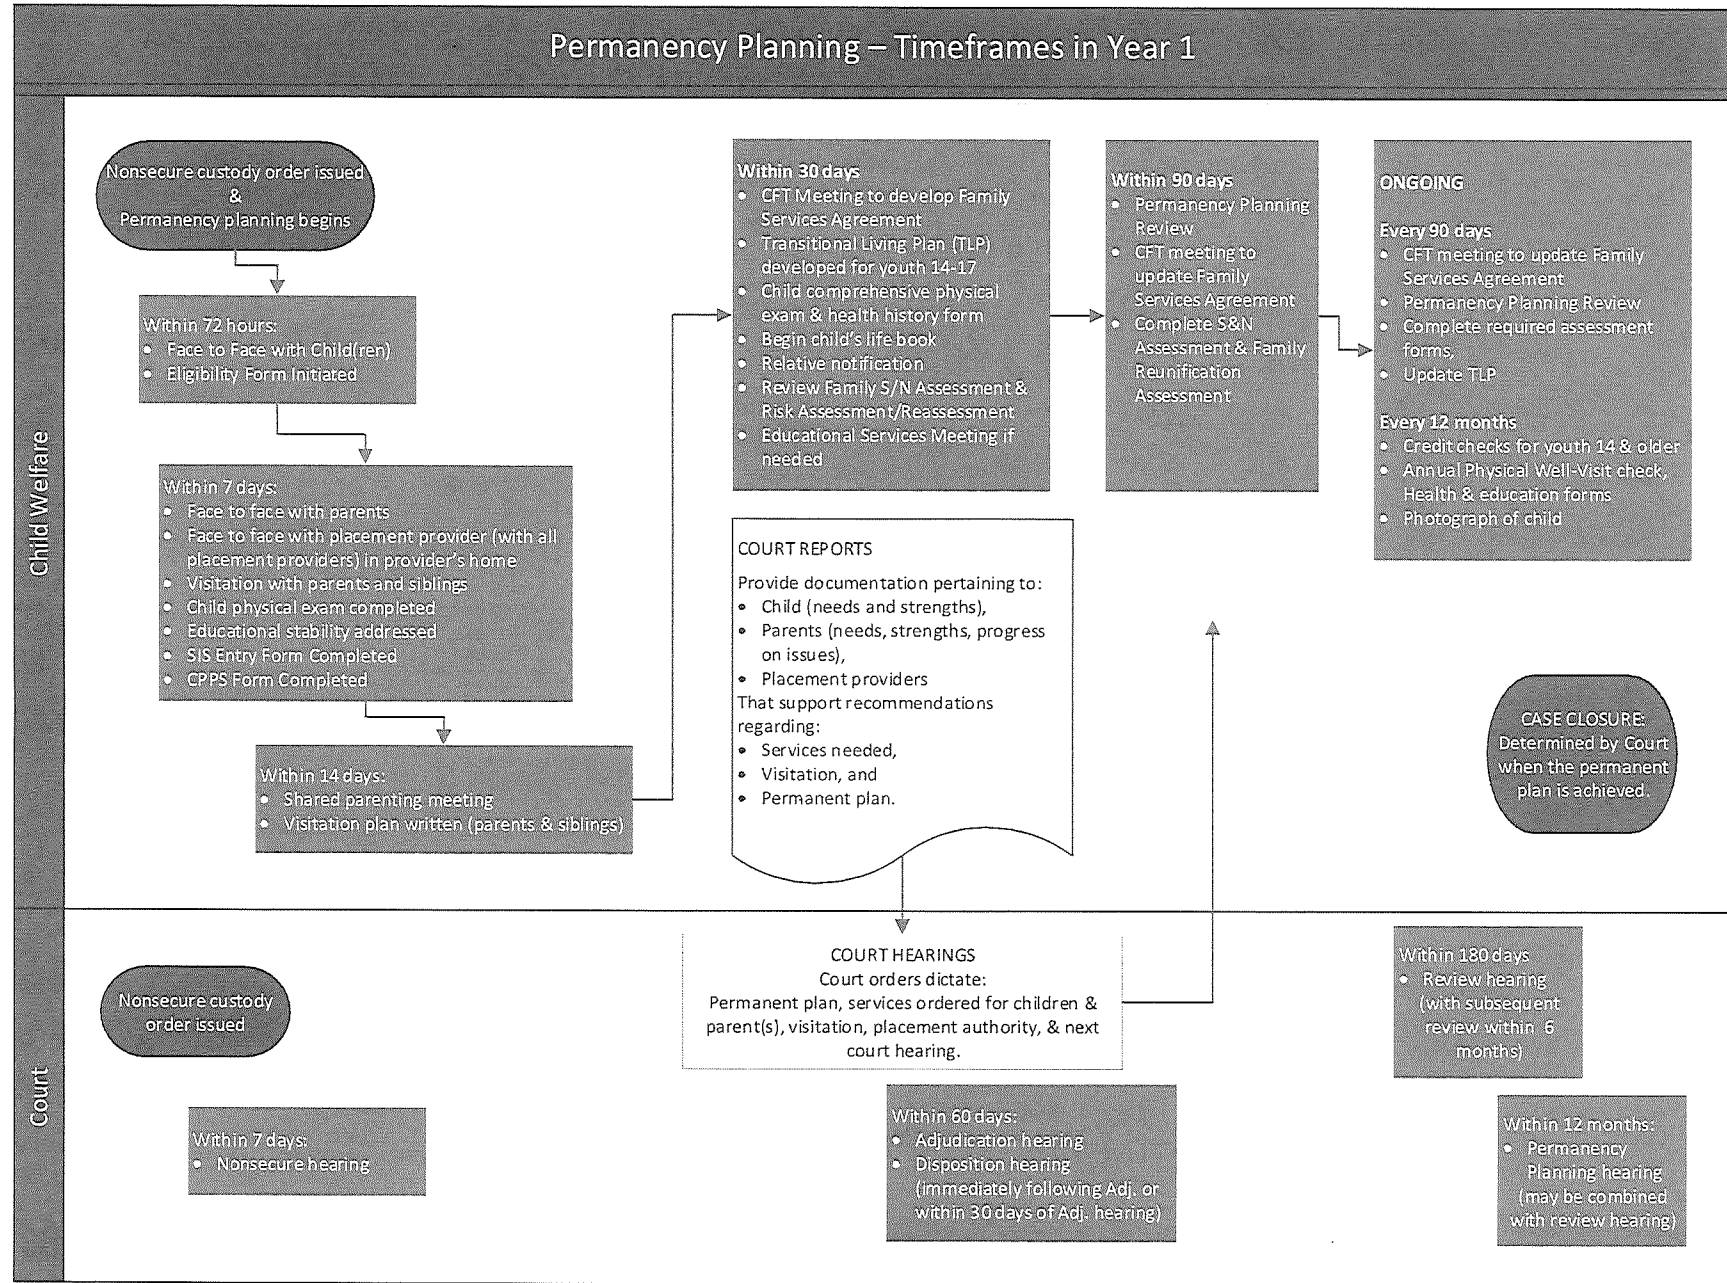 Permanency Planning – Timeframes in Year 1
Child Welfare
Nonsecure custody order issued
&
Permanency planning begins
Within 72 hours:
• Face to Face with Child(ren)
• Eligibility Form Initiated
Within 7 days:
• Face to face with parents
• Face to face with placement provider (with all
placement providers) in provider's home
• Visitation with parents and siblings
• Child physical exam completed
• Educational stability addressed
• SIS Entry Form Completed
• CPPS Form Completed
Within 14 days:
• Shared parenting meeting
• Visitation plan written (parents & siblings)
Within 30 days
• CFT Meeting to develop Family
Services Agreement
• Transitional Living Plan (TLP)
developed for youth 14-17
• Child comprehensive physical
exam & health history form
• Begin child's life book
• Relative notification
• Review Family S/N Assessment &
Risk Assessment/Reassessment
• Educational Services Meeting if
needed
Within 90 days
• Permanency Planning
Review
• CFT meeting to
update Family
Services Agreement
• Complete S&N
Assessment & Family
Reunification
Assessment
ONGOING
Every 90 days
• CFT meeting to update Family
Services Agreement
• Permanency Planning Review
• Complete required assessment
forms,
• Update TLP
Every 12 months
• Credit checks for youth 14 & older
• Annual Physical Well-Visit check,
Health & education forms
• Photograph of child
COURT REPORTS
Provide documentation pertaining to:
• Child (needs and strengths),
• Parents (needs, strengths, progress
on issues),
• Placement providers
That support recommendations
regarding:
• Services needed,
• Visitation, and
• Permanent plan.
CASE CLOSURE:
Determined by Court
when the permanent
plan is achieved.
Court
Nonsecure custody
order issued
Within 7 days:
• Nonsecure hearing
COURT HEARINGS
Court orders dictate:
Permanent plan, services ordered for children &
parent(s), visitation, placement authority, & next
court hearing.
Within 60 days:
• Adjudication hearing
• Disposition hearing
(immediately following Adj. or
within 30 days of Adj. hearing)
Within 180 days
• Review hearing
(with subsequent
review within 6
months)
Within 12 months:
• Permanency
Planning hearing
(may be combined
with review hearing)